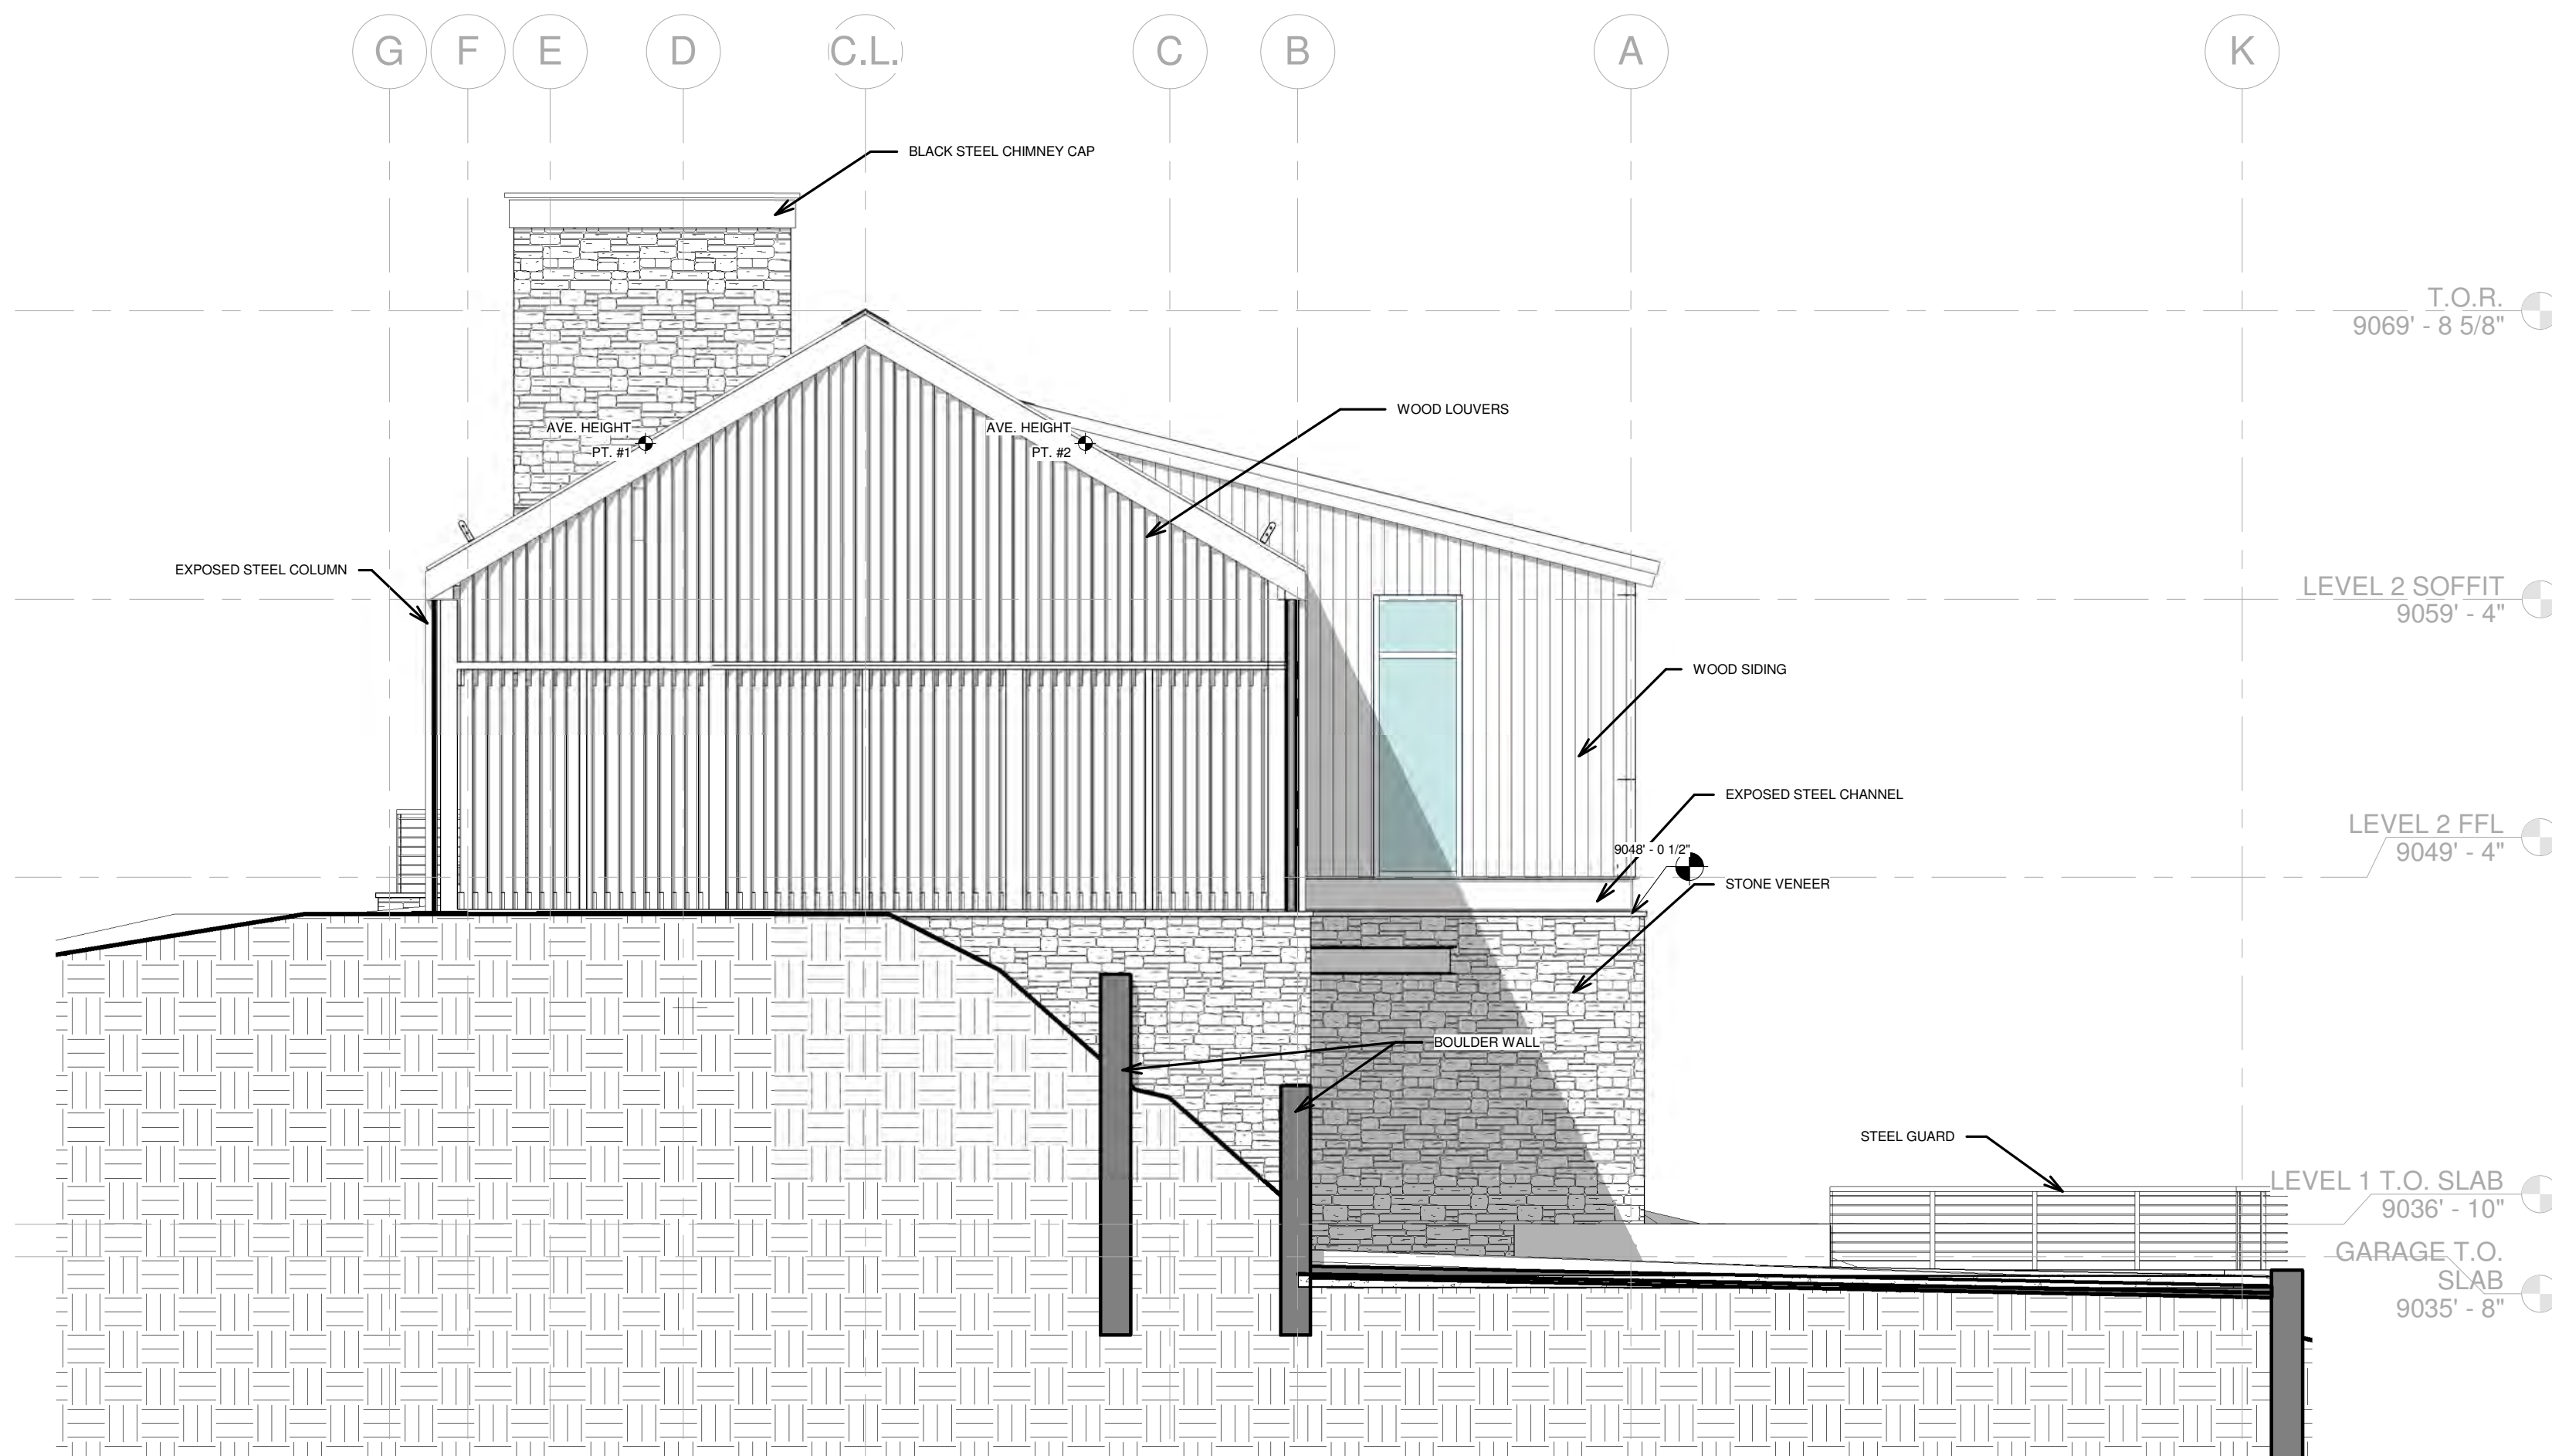 G F E D C.L. C B A K
BLACK STEEL CHIMNEY CAP
T.O.R.
9069' - 8 5/8"
WOOD LOUVERS
AVE. HEIGHT
PT. #1
AVE. HEIGHT
PT. #2
EXPOSED STEEL COLUMN
LEVEL 2 SOFFIT
9059' - 4"
WOOD SIDING
EXPOSED STEEL CHANNEL
LEVEL 2 FFL
9049' - 4"
9048' - 0 1/2"
STONE VENEER
BOULDER WALL
STEEL GUARD
LEVEL 1 T.O. SLAB
9036' - 10"
GARAGE T.O.
SLAB
9035' - 8"